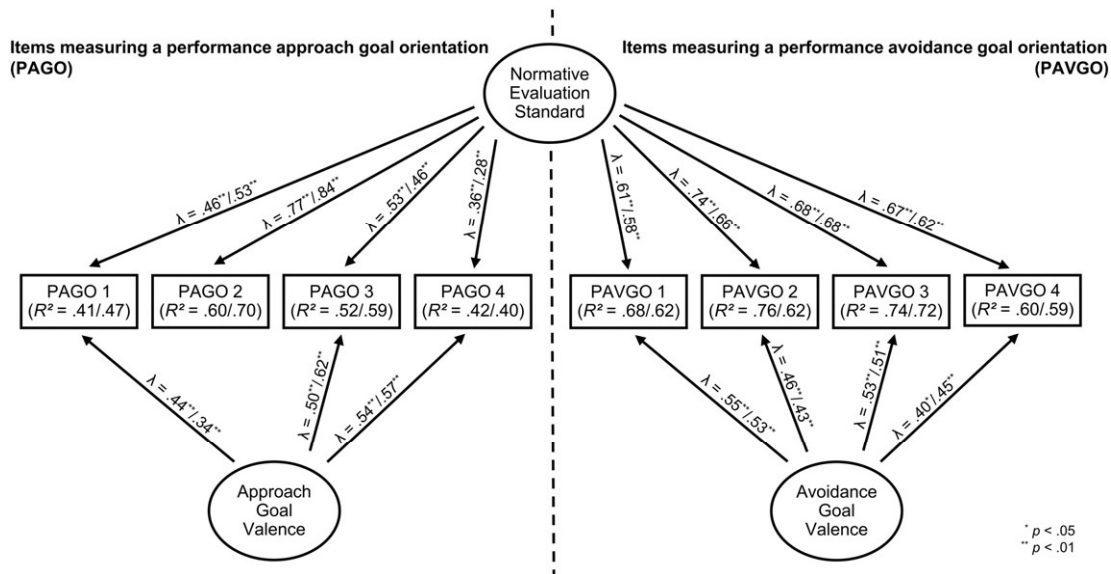 Items measuring a performance approach goal orientation
(PAGO)
Items measuring a performance avoidance goal orientation
(PAVGO)
Normative
Evaluation
Standard
λ = .46**/.53**
λ = .77**/.84**
λ = .53**/.46**
λ = .36**/.28**
λ = .61**/.58**
λ = .74**/.66**
λ = .68**/.68**
λ = .67**/.62**
PAGO 1
(R² = .41/.47)
PAGO 2
(R² = .60/.70)
PAGO 3
(R² = .52/.59)
PAGO 4
(R² = .42/.40)
PAVGO 1
(R² = .68/.62)
PAVGO 2
(R² = .76/.62)
PAVGO 3
(R² = .74/.72)
PAVGO 4
(R² = .60/.59)
λ = .44**/.34**
λ = .50**/.62**
λ = .54**/.57**
λ = .55**/.53**
λ = .46**/.43**
λ = .53**/.51**
λ = .40*/.45**
Approach
Goal
Valence
Avoidance
Goal
Valence
* p < .05
** p < .01